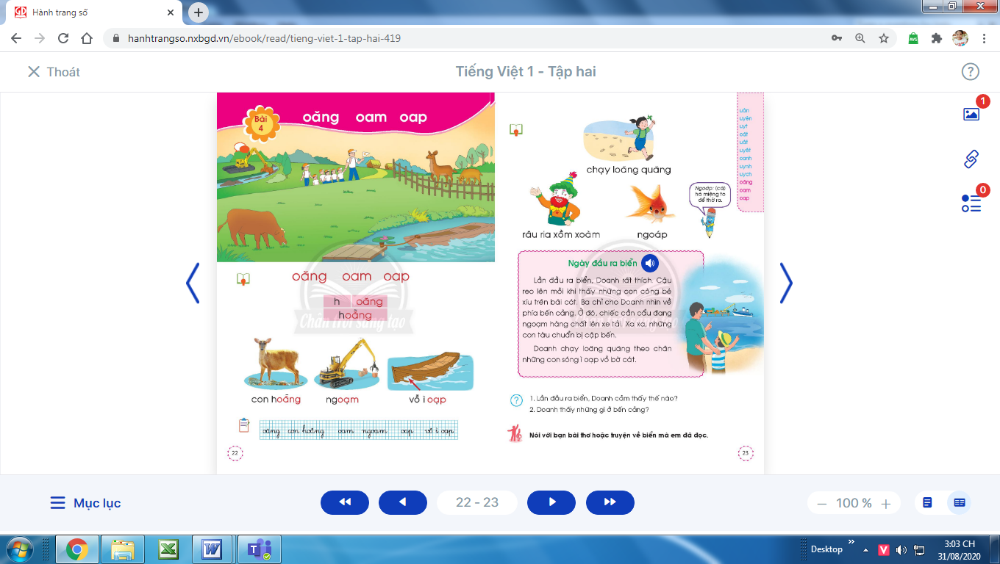 Hành trang số
hanhtrangso.nxbgd.vn/ebook/read/tieng-viet-1-tap-hai-419
Thoát
Tiếng Việt 1 - Tập hai
Bài
4
oăng oam oap
oăng oam oap
h oăng
hoẵng
Chân trời sáng tạo
con hoẵng
ngoạm
vỗ ì oạp
oăng con hoẵng oam ngoạm oap vỗ ì oạp
22
chạy loăng quăng
râu ria xồm xoàm
ngoáp
Ngoáp: (cá)
há miệng to
để thở ra.
uân
uyên
uyt
oât
uât
uyêt
oanh
uynh
uych
oăng
oam
oap
Ngày đầu ra biển
Lần đầu ra biển, Doanh rất thích. Cậu
reo lên mỗi khi thấy những con còng bé
xíu trên bãi cát. Ba chỉ cho Doanh nhìn về
phía bến cảng. Ở đó, chiếc cần cẩu đang
ngoạm hàng chất lên xe tải. Xa xa, những
con tàu chuẩn bị cập bến.
Doanh chạy loăng quăng theo chân
những con sóng ì oạp vỗ bờ cát.
1. Lần đầu ra biển, Doanh cảm thấy thế nào?
2. Doanh thấy những gì ở bến cảng?
Nói với bạn bài thơ hoặc truyện về biển mà em đã đọc.
23
1
0
Mục lục
22 - 23
100 %
Desktop
3:03 CH
31/08/2020